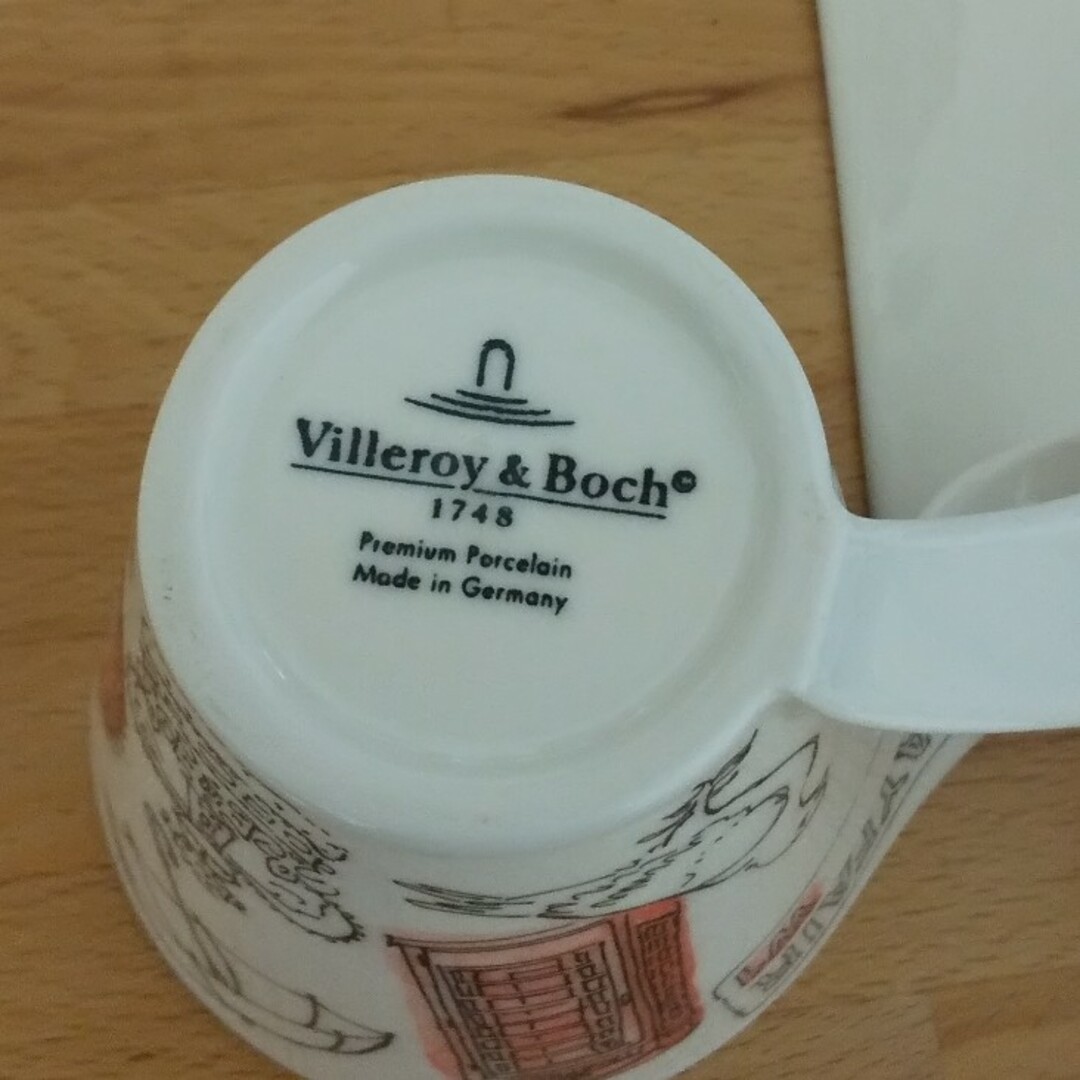 Villeroy & Boch©
1748
Premium Porcelain
Made in Germany